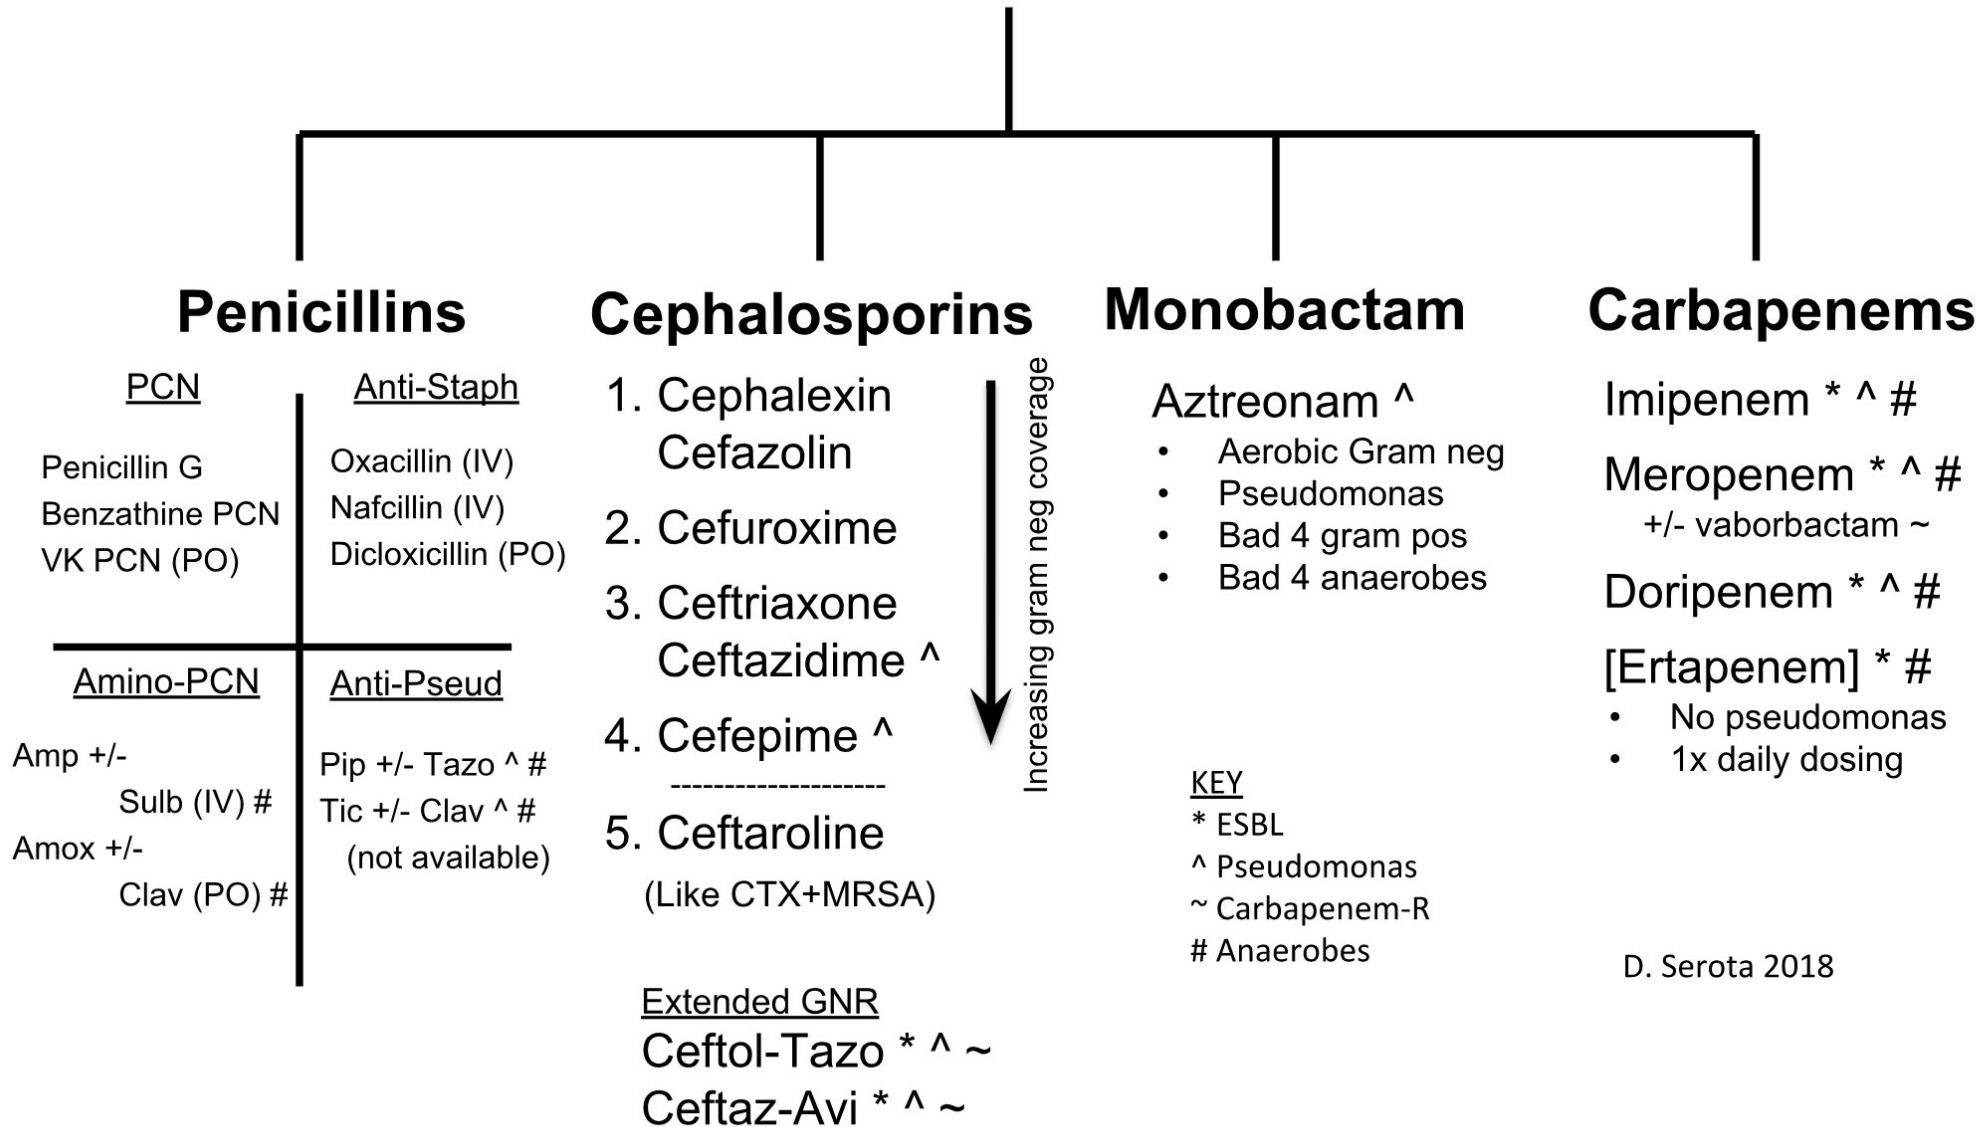 Penicillins
PCN
Penicillin G
Benzathine PCN
VK PCN (PO)
Anti-Staph
Oxacillin (IV)
Nafcillin (IV)
Dicloxicillin (PO)
Amino-PCN
Amp +/-
Sulb (IV) #
Amox +/-
Clav (PO) #
Anti-Pseud
Pip +/- Tazo ^ #
Tic +/- Clav ^ #
(not available)
Cephalosporins
1. Cephalexin
Cefazolin
2. Cefuroxime
3. Ceftriaxone
Ceftazidime ^
4. Cefepime ^
--------------------
5. Ceftaroline
(Like CTX+MRSA)
Increasing gram neg coverage
Extended GNR
Ceftol-Tazo * ^ ~
Ceftaz-Avi * ^ ~
Monobactam
Aztreonam ^
• Aerobic Gram neg
• Pseudomonas
• Bad 4 gram pos
• Bad 4 anaerobes
KEY
* ESBL
^ Pseudomonas
~ Carbapenem-R
# Anaerobes
Carbapenems
Imipenem * ^ #
Meropenem * ^ #
+/- vaborbactam ~
Doripenem * ^ #
[Ertapenem] * #
• No pseudomonas
• 1x daily dosing
D. Serota 2018